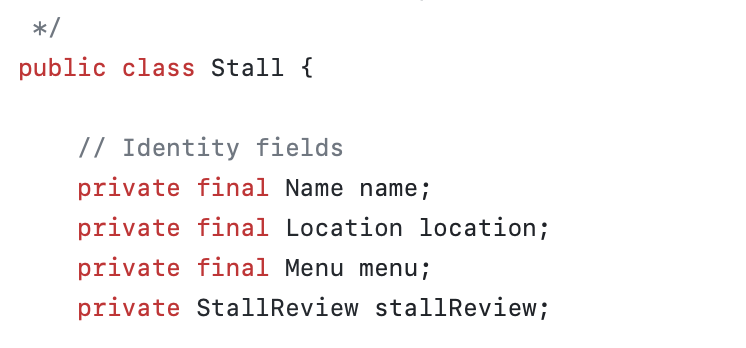 */
public class Stall {
// Identity fields
private final Name name;
private final Location location;
private final Menu menu;
private StallReview stallReview;